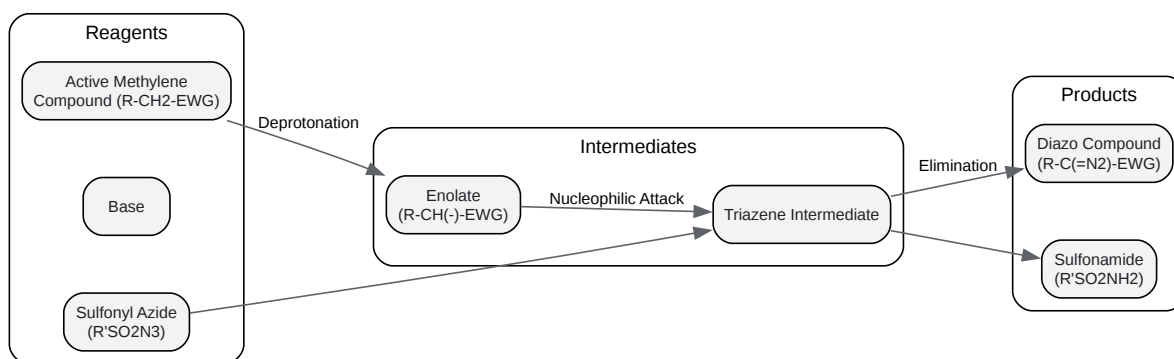 Reagents
Active Methylene
Compound (R-CH2-EWG)
Base
Sulfonyl Azide
(R'SO2N3)
Deprotonation
Intermediates
Enolate
(R-CH(-)-EWG)
Nucleophilic Attack
Triazene Intermediate
Elimination
Products
Diazo Compound
(R-C(=N2)-EWG)
Sulfonamide
(R'SO2NH2)